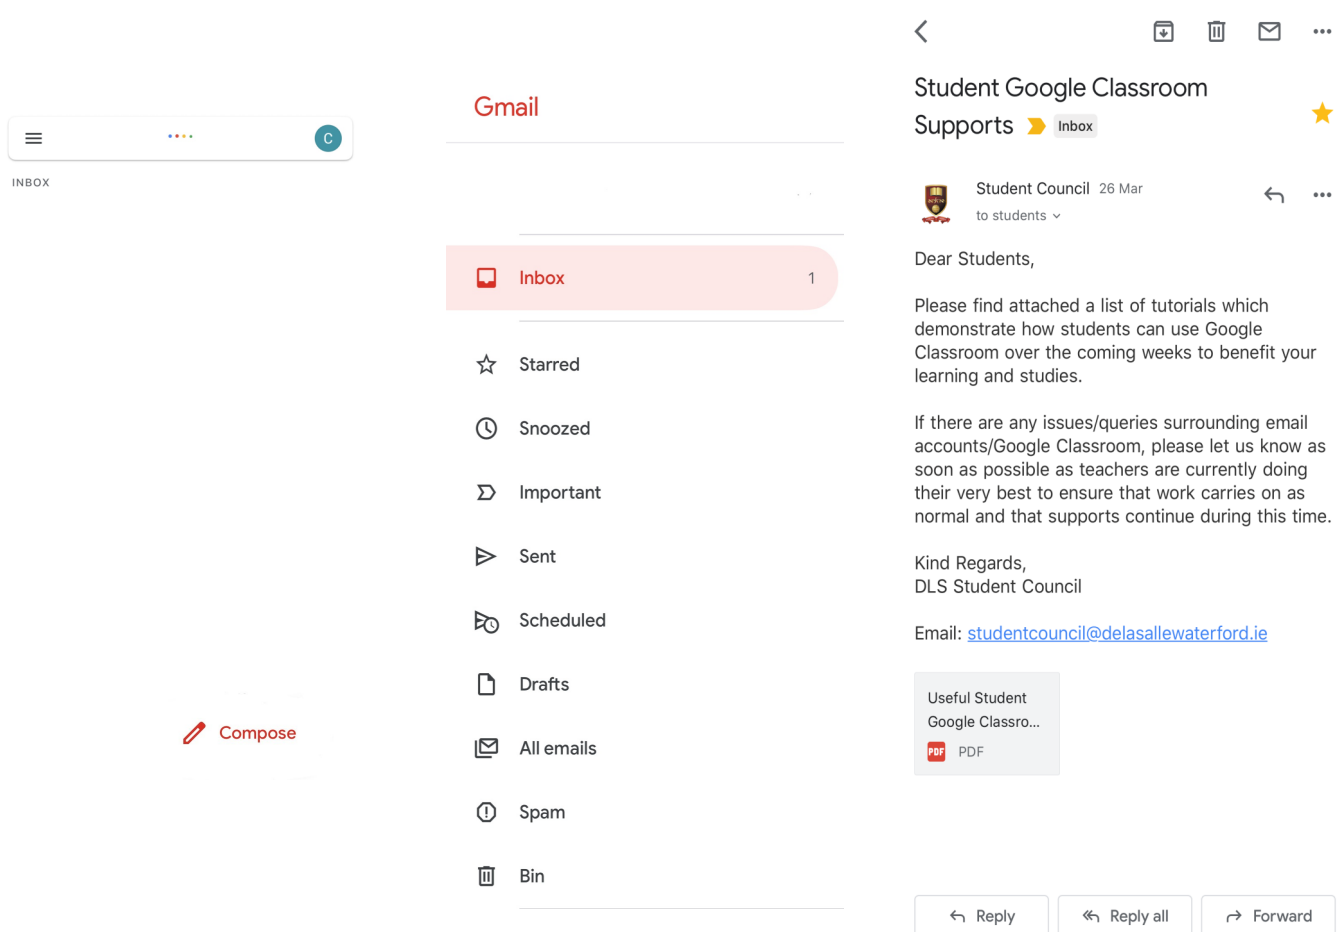 C
INBOX
Compose
Gmail
Inbox 1
Starred
Snoozed
Important
Sent
Scheduled
Drafts
All emails
Spam
Bin
Student Google Classroom
Supports Inbox
Student Council 26 Mar
to students
Dear Students,
Please find attached a list of tutorials which
demonstrate how students can use Google
Classroom over the coming weeks to benefit your
learning and studies.
If there are any issues/queries surrounding email
accounts/Google Classroom, please let us know as
soon as possible as teachers are currently doing
their very best to ensure that work carries on as
normal and that supports continue during this time.
Kind Regards,
DLS Student Council
Email: studentcouncil@delasallewaterford.ie
Useful Student
Google Classro...
PDF PDF
Reply Reply all Forward